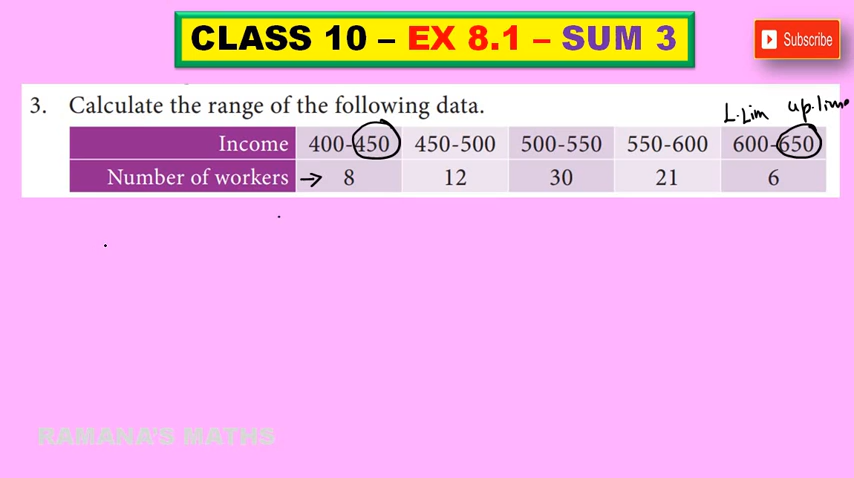 CLASS 10 – EX 8.1 – SUM 3
Subscribe
3. Calculate the range of the following data.
L.Lim up.lim
Income 400-450 450-500 500-550 550-600 600-650
Number of workers → 8 12 30 21 6
RAMANA'S MATHS